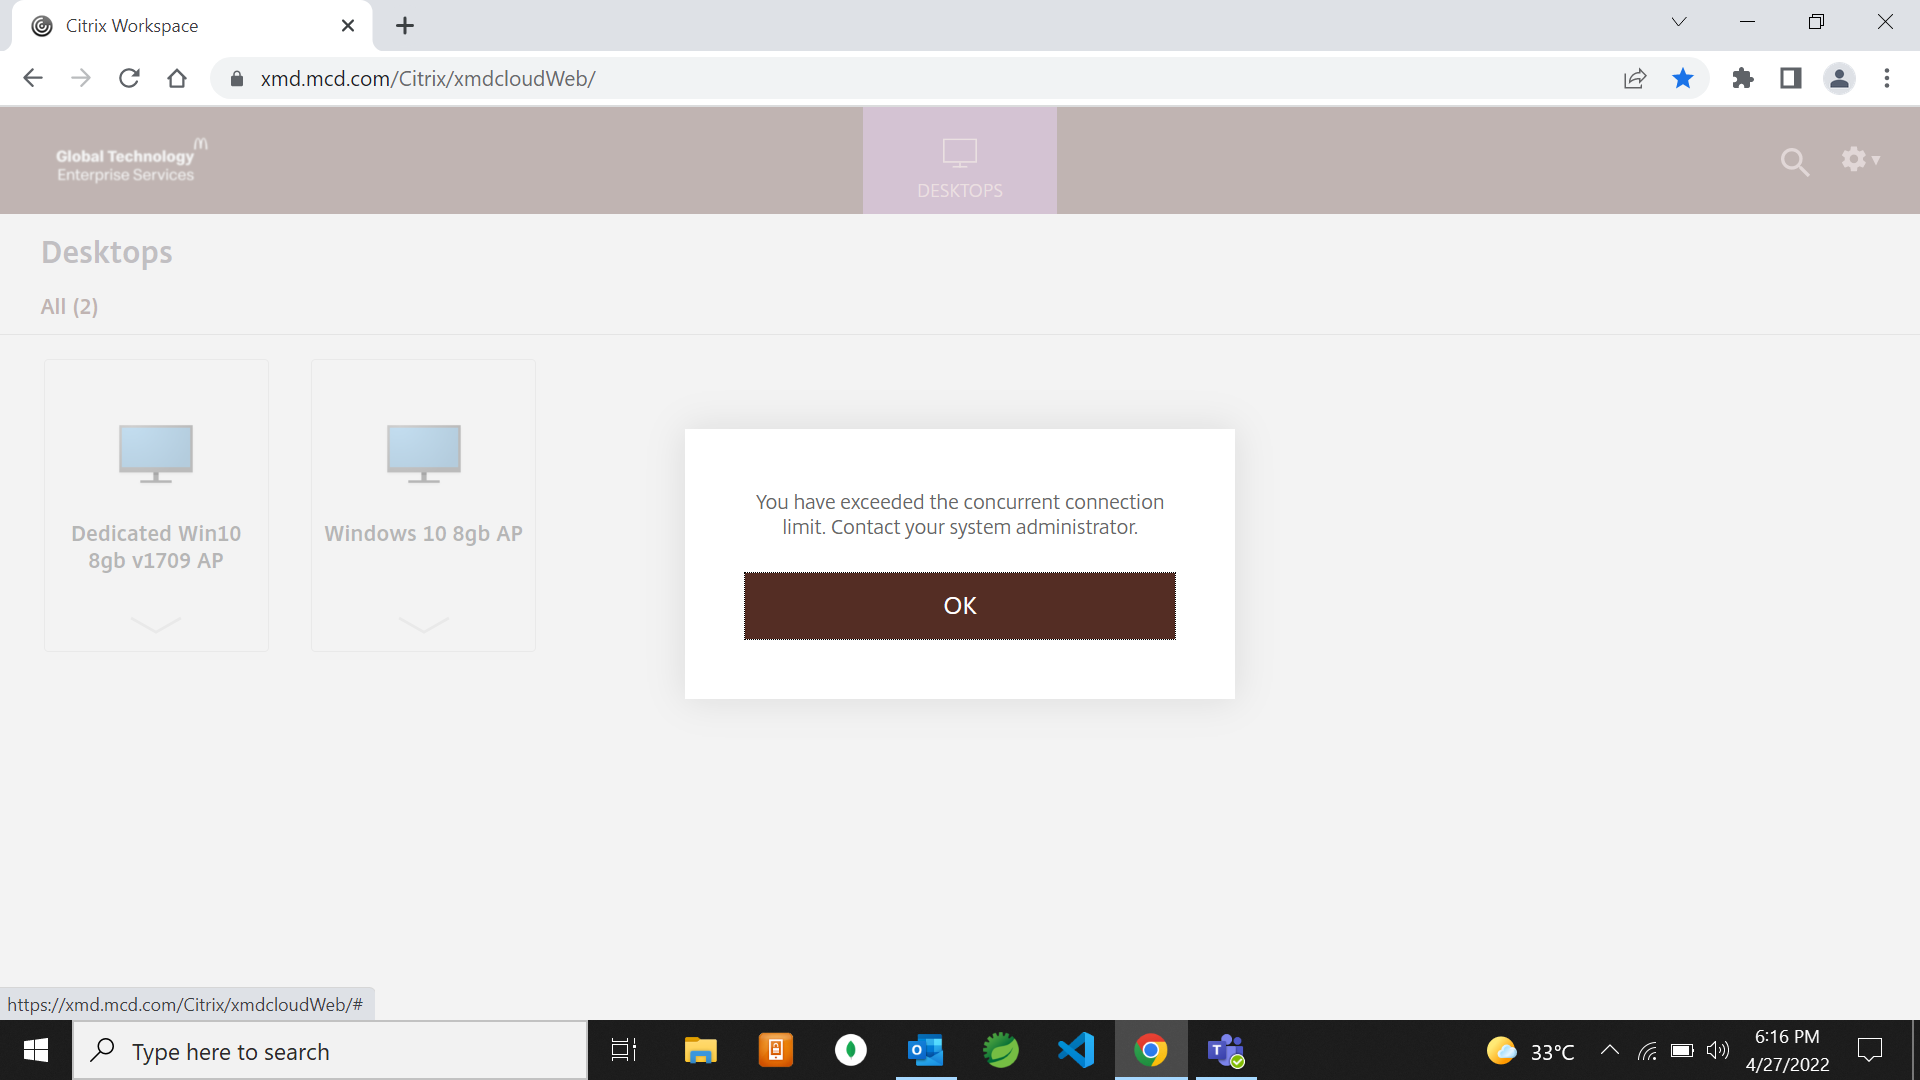 Citrix Workspace
xmd.mcd.com/Citrix/xmdcloudWeb/
Global Technology
Enterprise Services
DESKTOPS
Desktops
All (2)
Dedicated Win10
8gb v1709 AP
Windows 10 8gb AP
You have exceeded the concurrent connection
limit. Contact your system administrator.
OK
https://xmd.mcd.com/Citrix/xmdcloudWeb/#
Type here to search
33°C
6:16 PM
4/27/2022